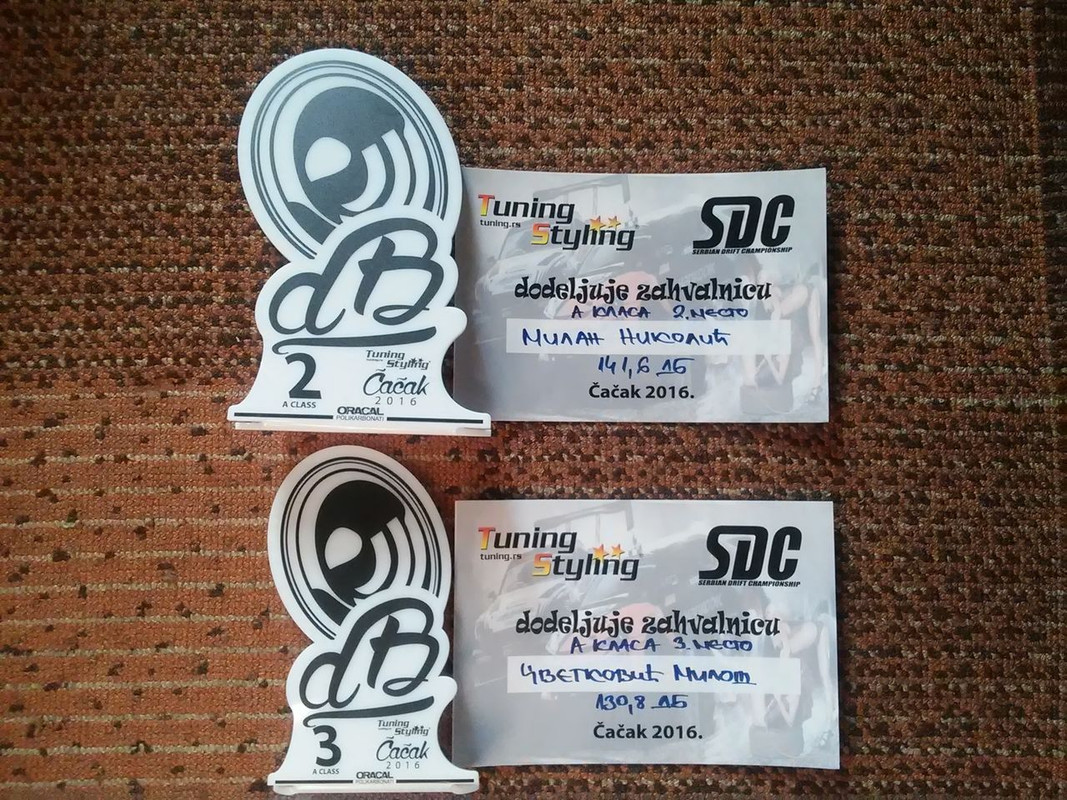 dB
2
A CLASS
Tuning
Styling
Čačak
2016
ORACAL
POLIKARBONATI
Tuning
tuning.rs
Styling
SDC
SERBIAN DRIFT CHAMPIONSHIP
dodeljuje zahvalnicu
А КЛАСА 2. МЕСТО
МИЛАН НИКОЛИЋ
141,6 ДБ
Čačak 2016.
dB
3
A CLASS
Tuning
Styling
Čačak
2016
ORACAL
POLIKARBONATI
Tuning
tuning.rs
Styling
SDC
SERBIAN DRIFT CHAMPIONSHIP
dodeljuje zahvalnicu
А КЛАСА 3. МЕСТО
ЦВЕТКОВИЋ МИЛОШ
130,8 ДБ
Čačak 2016.